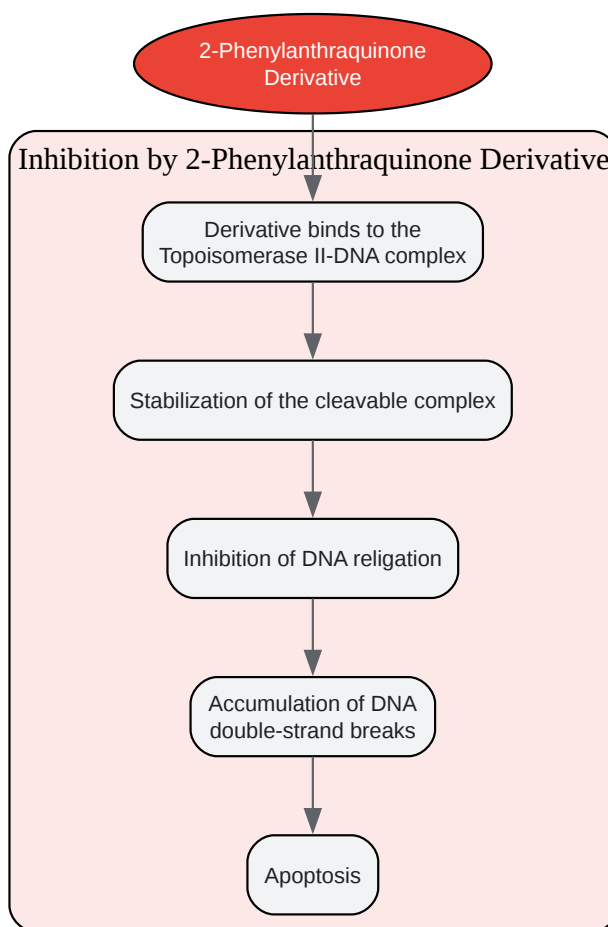 2-Phenylanthraquinone
Derivative
Inhibition by 2-Phenylanthraquinone Derivative
Derivative binds to the
Topoisomerase II-DNA complex
Stabilization of the cleavable complex
Inhibition of DNA religation
Accumulation of DNA
double-strand breaks
Apoptosis